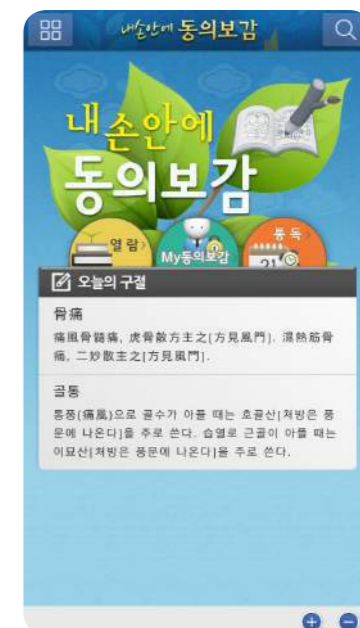 내손안에 동의보감
내손안에
동의보감
열람
My동의보감
통독
21
오늘의 구절
骨痛
痛風骨髓痛, 虎骨散方主之[方見風門]. 濕熱筋骨
痛, 二妙散主之[方見風門].
골통
통풍(痛風)으로 골수가 아플 때는 호골산[처방은 풍
문에 나온다]을 주로 쓴다. 습열로 근골이 아플 때는
이묘산[처방은 풍문에 나온다]을 주로 쓴다.